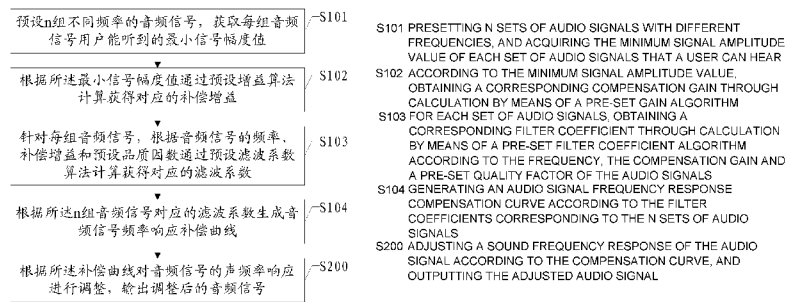 预设n组不同频率的音频信号，获取每组音频
信号用户能听到的最小信号幅度值
S101
根据所述最小信号幅度值通过预设增益算法
计算获得对应的补偿增益
S102
针对每组音频信号，根据音频信号的频率、
补偿增益和预设品质因数通过预设滤波系数
算法计算获得对应的滤波系数
S103
根据所述n组音频信号对应的滤波系数生成音
频信号频率响应补偿曲线
S104
根据所述补偿曲线对音频信号的声频率响应
进行调整，输出调整后的音频信号
S200
S101 PRESETTING N SETS OF AUDIO SIGNALS WITH DIFFERENT
FREQUENCIES, AND ACQUIRING THE MINIMUM SIGNAL AMPLITUDE
VALUE OF EACH SET OF AUDIO SIGNALS THAT A USER CAN HEAR
S102 ACCORDING TO THE MINIMUM SIGNAL AMPLITUDE VALUE,
OBTAINING A CORRESPONDING COMPENSATION GAIN THROUGH
CALCULATION BY MEANS OF A PRE-SET GAIN ALGORITHM
S103 FOR EACH SET OF AUDIO SIGNALS, OBTAINING A
CORRESPONDING FILTER COEFFICIENT THROUGH CALCULATION
BY MEANS OF A PRE-SET FILTER COEFFICIENT ALGORITHM
ACCORDING TO THE FREQUENCY, THE COMPENSATION GAIN AND
A PRE-SET QUALITY FACTOR OF THE AUDIO SIGNALS
S104 GENERATING AN AUDIO SIGNAL FREQUENCY RESPONSE
COMPENSATION CURVE ACCORDING TO THE FILTER
COEFFICIENTS CORRESPONDING TO THE N SETS OF AUDIO
SIGNALS
S200 ADJUSTING A SOUND FREQUENCY RESPONSE OF THE AUDIO
SIGNAL ACCORDING TO THE COMPENSATION CURVE, AND
OUTPUTTING THE ADJUSTED AUDIO SIGNAL